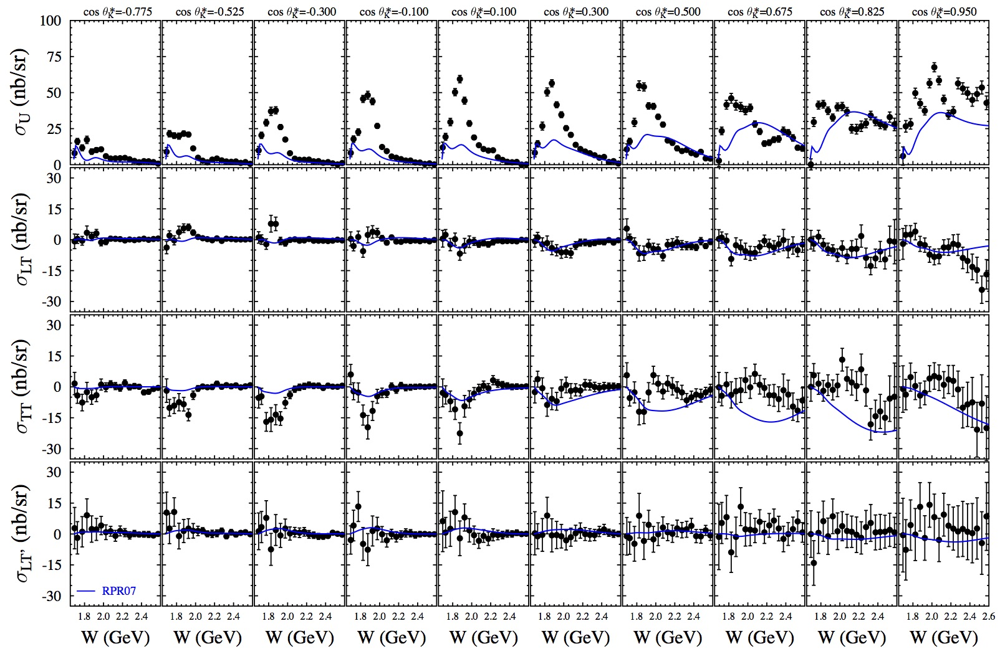 cos θ*K=-0.775 cos θ*K=-0.525 cos θ*K=-0.300 cos θ*K=-0.100 cos θ*K=0.100 cos θ*K=0.300 cos θ*K=0.500 cos θ*K=0.675 cos θ*K=0.825 cos θ*K=0.950
100
75
50
25
0
σU (nb/sr)
30
15
0
-15
-30
σLT (nb/sr)
30
15
0
-15
-30
σTT (nb/sr)
30
15
0
-15
-30
σLT' (nb/sr)
RPR07
1.8 2.0 2.2 2.4 1.8 2.0 2.2 2.4 1.8 2.0 2.2 2.4 1.8 2.0 2.2 2.4 1.8 2.0 2.2 2.4 1.8 2.0 2.2 2.4 1.8 2.0 2.2 2.4 1.8 2.0 2.2 2.4 1.8 2.0 2.2 2.4 1.8 2.0 2.2 2.4 2.6
W (GeV) W (GeV) W (GeV) W (GeV) W (GeV) W (GeV) W (GeV) W (GeV) W (GeV) W (GeV)